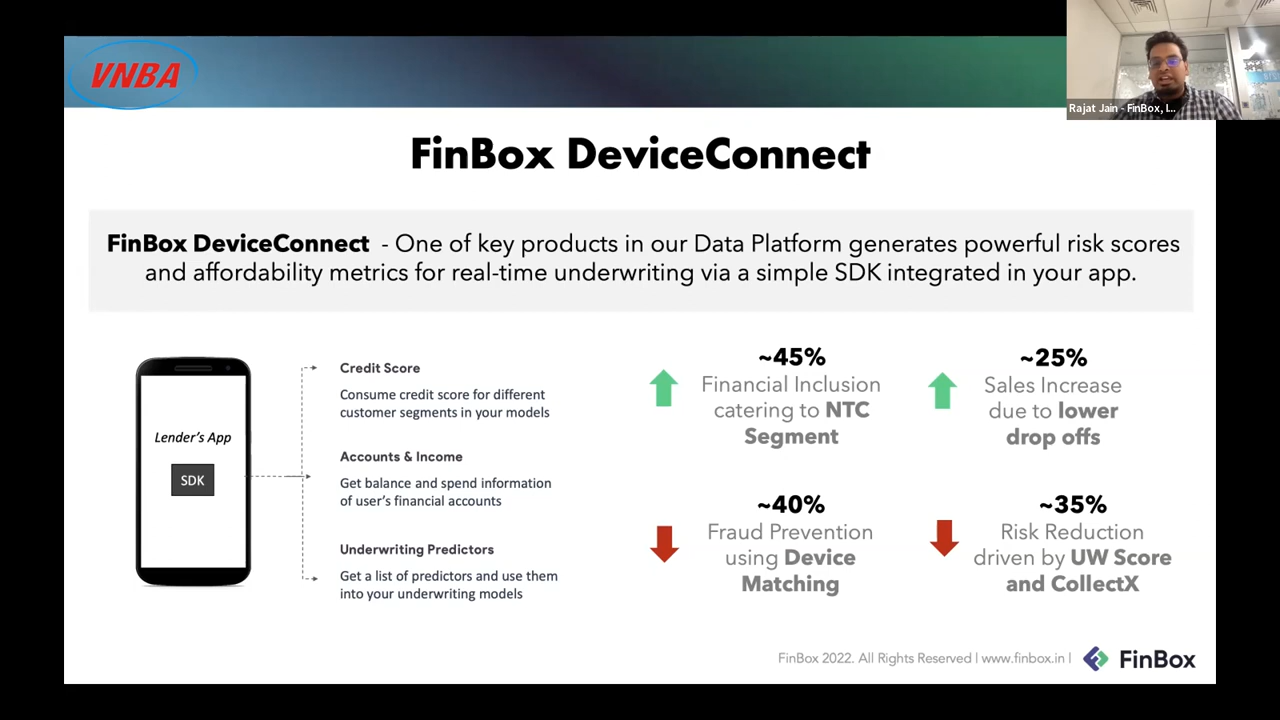 VNBA
Rajat Jain - FinBox, I...
FinBox DeviceConnect
FinBox DeviceConnect - One of key products in our Data Platform generates powerful risk scores
and affordability metrics for real-time underwriting via a simple SDK integrated in your app.
Lender's App
SDK
Credit Score
Consume credit score for different
customer segments in your models
Accounts & Income
Get balance and spend information
of user's financial accounts
Underwriting Predictors
Get a list of predictors and use them
into your underwriting models
~45%
Financial Inclusion
catering to NTC
Segment
~25%
Sales Increase
due to lower
drop offs
~40%
Fraud Prevention
using Device
Matching
~35%
Risk Reduction
driven by UW Score
and CollectX
FinBox 2022. All Rights Reserved | www.finbox.in |
FinBox